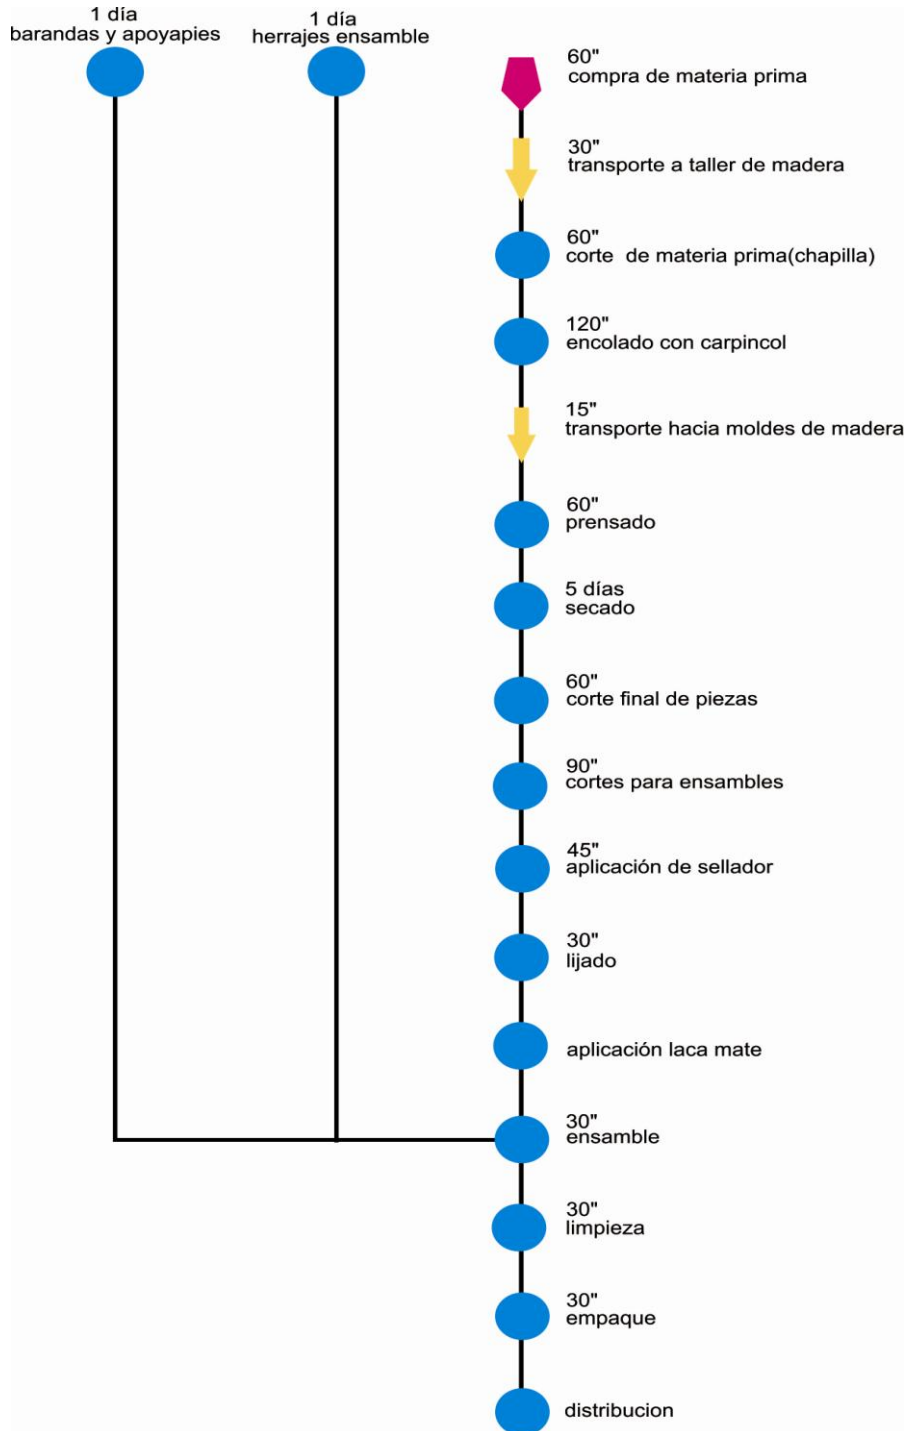 1 día
barandas y apoyapies
1 día
herrajes ensamble
60"
compra de materia prima
30"
transporte a taller de madera
60"
corte de materia prima(chapilla)
120"
encolado con carpincol
15"
transporte hacia moldes de madera
60"
prensado
5 días
secado
60"
corte final de piezas
90"
cortes para ensambles
45"
aplicación de sellador
30"
lijado
aplicación laca mate
30"
ensamble
30"
limpieza
30"
empaque
distribucion